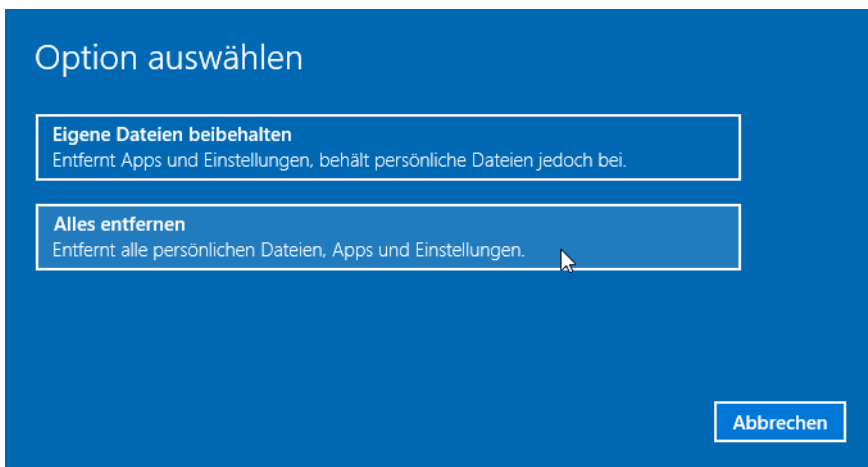 Option auswählen
Eigene Dateien beibehalten
Entfernt Apps und Einstellungen, behält persönliche Dateien jedoch bei.
Alles entfernen
Entfernt alle persönlichen Dateien, Apps und Einstellungen.
Abbrechen